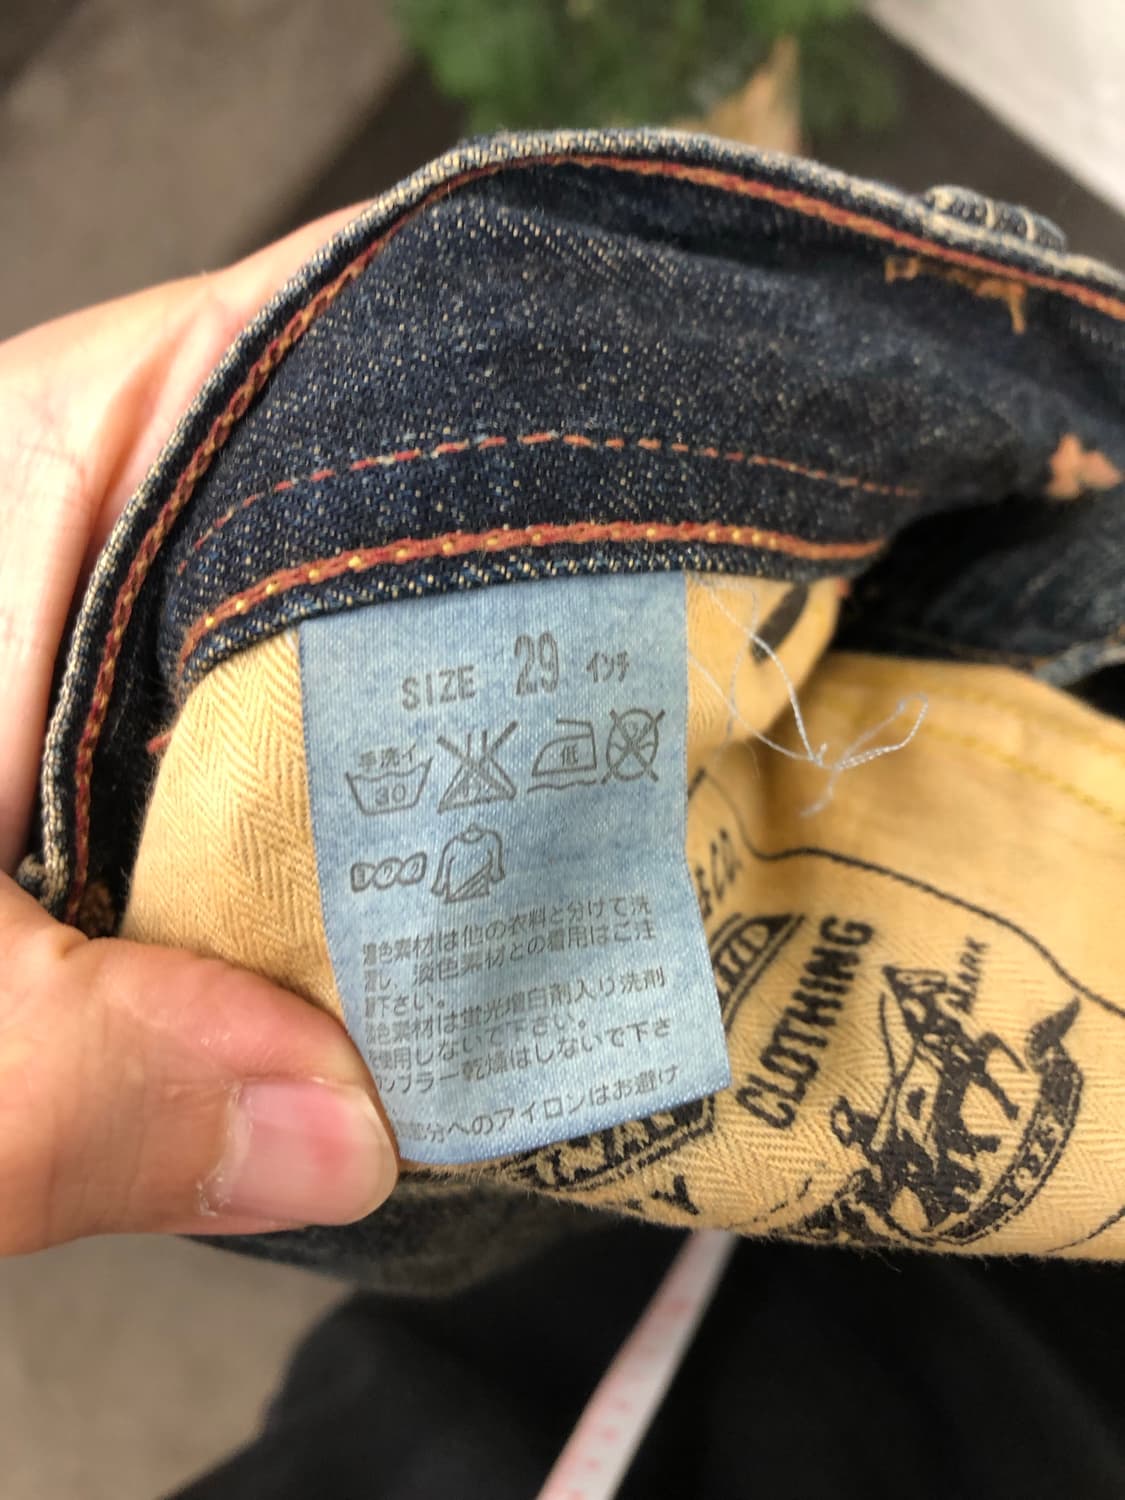 SIZE 29 インチ
手洗イ
30
低
濃色素材は他の衣料と分けて洗
濯し、淡色素材との着用はご注
意下さい。
淡色素材は蛍光増白剤入り洗剤
を使用しないで下さい。
タンブラー乾燥はしないで下さ
部分へのアイロンはお避け
& CO.
CLOTHING
MARK